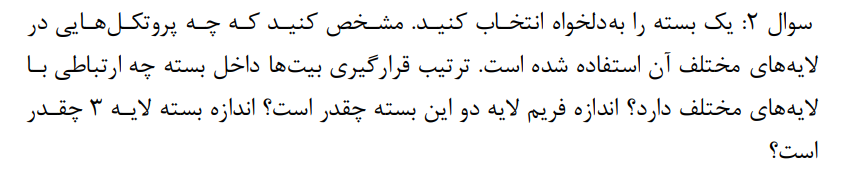 سوال ۲: یک بسته را به‌دلخواه انتخاب کنید. مشخص کنید که چه پروتکل‌هایی در
لایه‌های مختلف آن استفاده شده است. ترتیب قرارگیری بیت‌ها داخل بسته چه ارتباطی با
لایه‌های مختلف دارد؟ اندازه فریم لایه دو این بسته چقدر است؟ اندازه بسته لایه ۳ چقدر
است؟